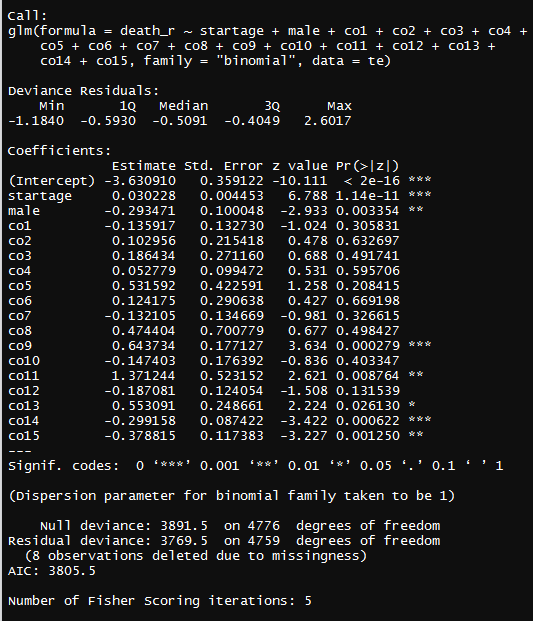 Call:
glm(formula = death_r ~ startage + male + co1 + co2 + co3 + co4 +
    co5 + co6 + co7 + co8 + co9 + co10 + co11 + co12 + co13 +
    co14 + co15, family = "binomial", data = te)
Deviance Residuals:
    Min      1Q  Median      3Q     Max
-1.1840 -0.5930 -0.5091 -0.4049  2.6017
Coefficients:
             Estimate Std. Error z value Pr(>|z|)
(Intercept) -3.630910   0.359122 -10.111  < 2e-16 ***
startage     0.030228   0.004453   6.788 1.14e-11 ***
male        -0.293471   0.100048  -2.933 0.003354 **
co1         -0.135917   0.132730  -1.024 0.305831
co2          0.102956   0.215418   0.478 0.632697
co3          0.186434   0.271160   0.688 0.491741
co4          0.052779   0.099472   0.531 0.595706
co5          0.531592   0.422591   1.258 0.208415
co6          0.124175   0.290638   0.427 0.669198
co7         -0.132105   0.134669  -0.981 0.326615
co8          0.474404   0.700779   0.677 0.498427
co9          0.643734   0.177127   3.634 0.000279 ***
co10        -0.147403   0.176392  -0.836 0.403347
co11         1.371244   0.523152   2.621 0.008764 **
co12        -0.187081   0.124054  -1.508 0.131539
co13         0.553091   0.248661   2.224 0.026130 *
co14        -0.299158   0.087422  -3.422 0.000622 ***
co15        -0.378815   0.117383  -3.227 0.001250 **
---
Signif. codes:  0 ‘***’ 0.001 ‘**’ 0.01 ‘*’ 0.05 ‘.’ 0.1 ‘ ’ 1
(Dispersion parameter for binomial family taken to be 1)
    Null deviance: 3891.5  on 4776  degrees of freedom
Residual deviance: 3769.5  on 4759  degrees of freedom
  (8 observations deleted due to missingness)
AIC: 3805.5
Number of Fisher Scoring iterations: 5